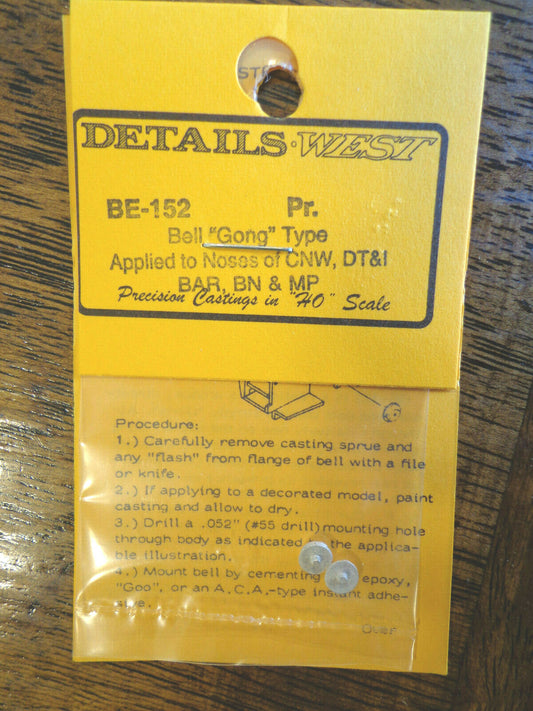 ST
DETAILS·WEST
BE-152 Pr.
Bell "Gong" Type
Applied to Noses of CNW, DT&I
BAR, BN & MP
Precision Castings in "HO" Scale
Procedure:
1.) Carefully remove casting sprue and
any "flash" from flange of bell with a file
or knife.
2.) If applying to a decorated model, paint
casting and allow to dry.
3.) Drill a .052" (#55 drill) mounting hole
through body as indicated the applica-
ble illustration.
4.) Mount bell by cementing epoxy,
"Goo", or an A.C.A.-type instant adhe-
sive.
Over